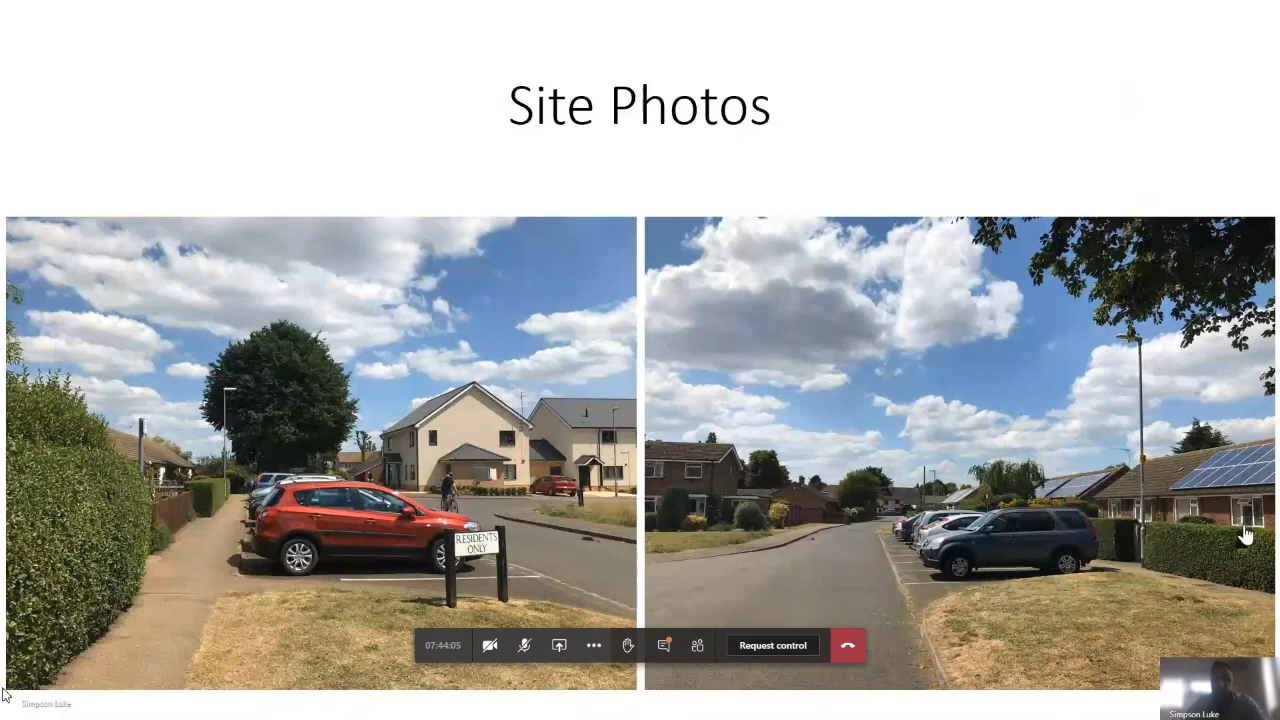 Site Photos
RESIDENTS
ONLY
07:44:05
Request control
Simpson Luke
Simpson Luke